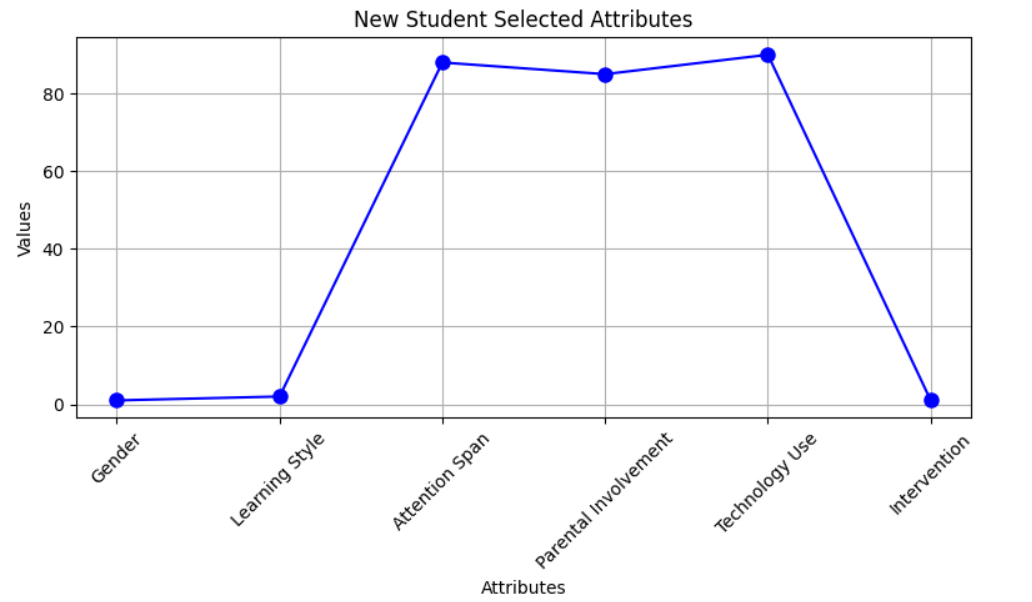 New Student Selected Attributes
Values
80
60
40
20
0
Gender
Learning Style
Attention Span
Parental Involvement
Technology Use
Intervention
Attributes